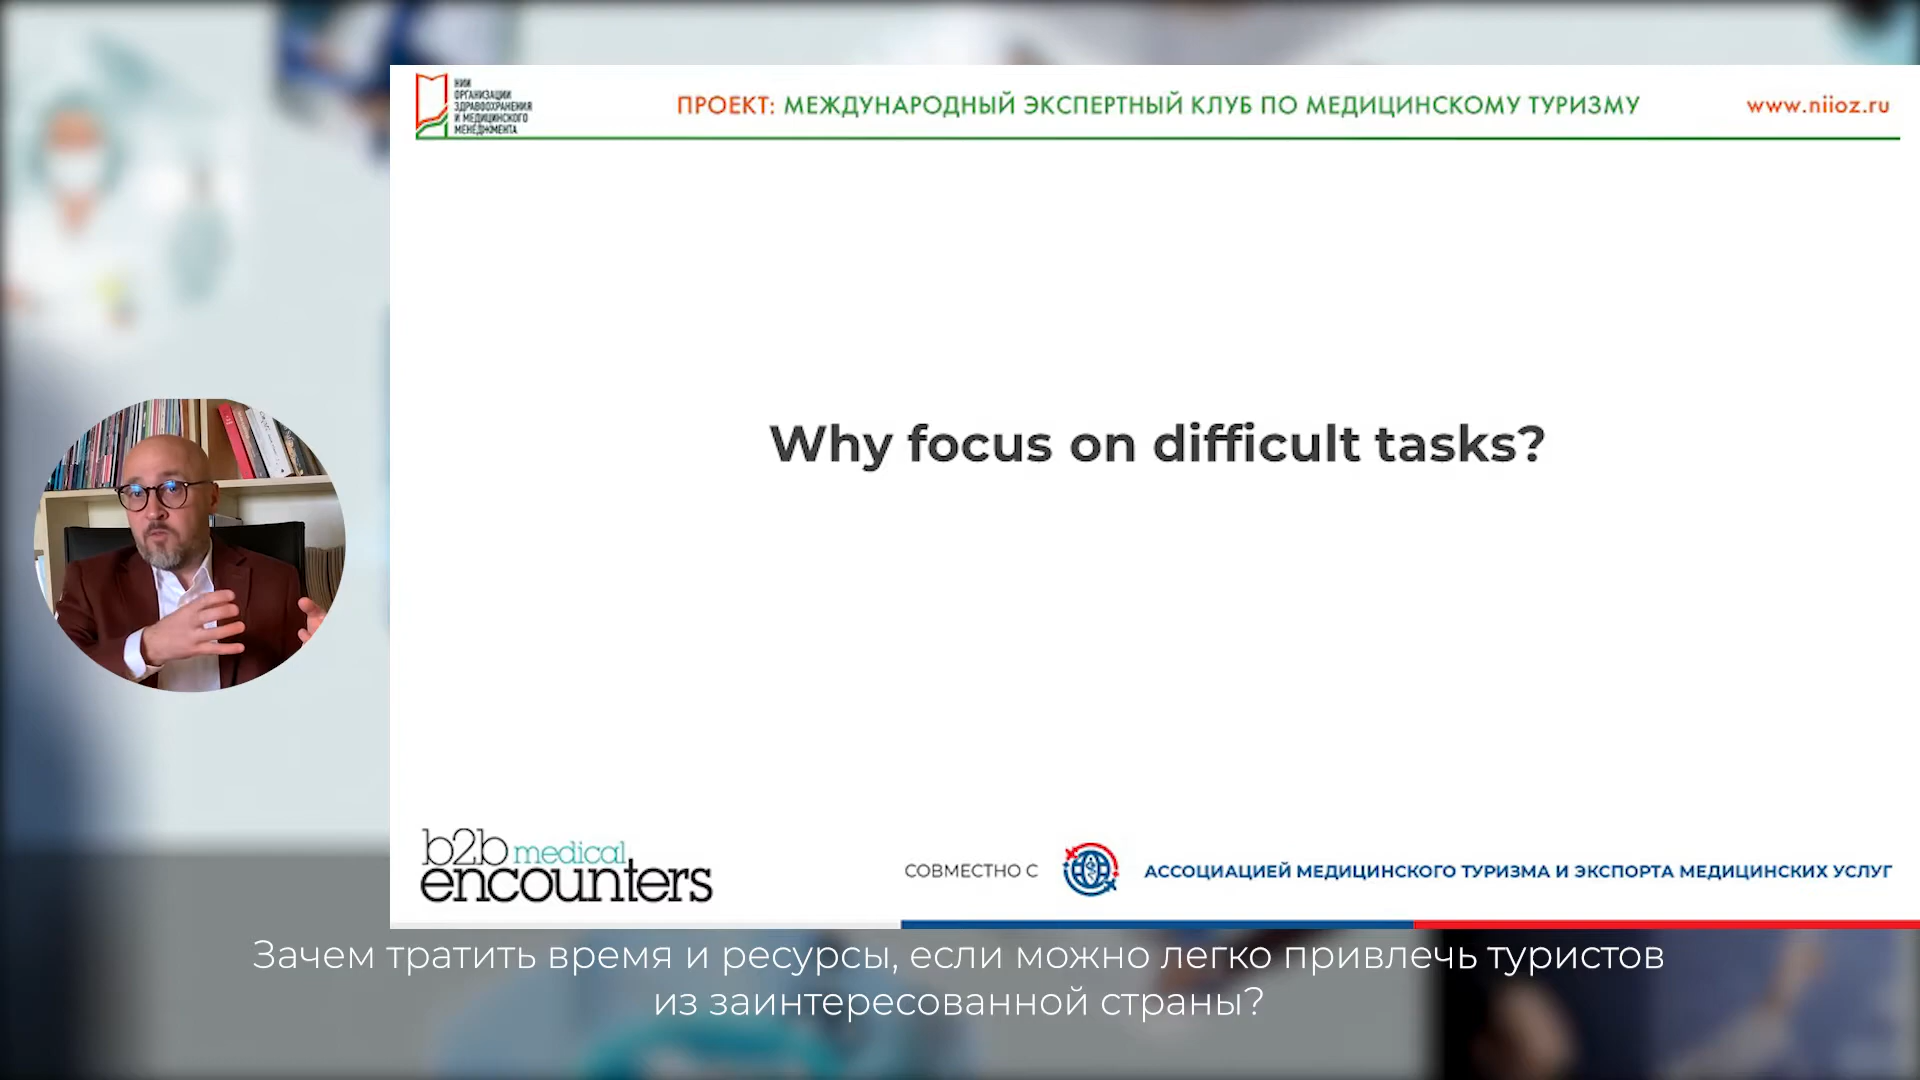 НИИ
ОРГАНИЗАЦИИ
ЗДРАВООХРАНЕНИЯ
И МЕДИЦИНСКОГО
МЕНЕДЖМЕНТА
ПРОЕКТ: МЕЖДУНАРОДНЫЙ ЭКСПЕРТНЫЙ КЛУБ ПО МЕДИЦИНСКОМУ ТУРИЗМУ
www.niioz.ru
Why focus on difficult tasks?
b2b medical
encounters
СОВМЕСТНО С
АССОЦИАЦИЕЙ МЕДИЦИНСКОГО ТУРИЗМА И ЭКСПОРТА МЕДИЦИНСКИХ УСЛУГ
Зачем тратить время и ресурсы, если можно легко привлечь туристов
из заинтересованной страны?